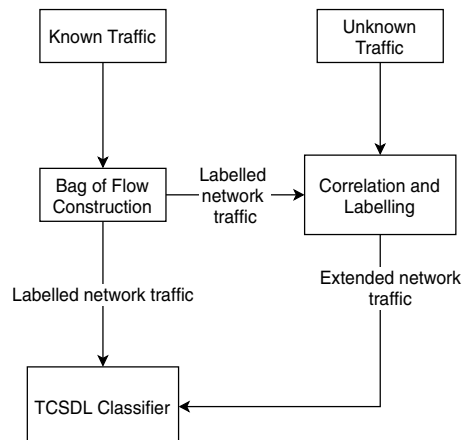 Known Traffic
Unknown
Traffic
Bag of Flow
Construction
Labelled
network
traffic
Correlation and
Labelling
Labelled network traffic
Extended network
traffic
TCSDL Classifier